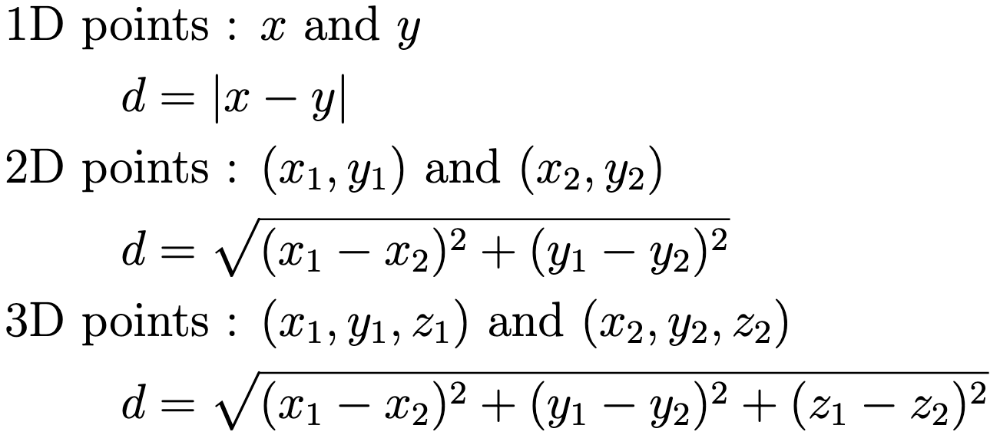 1D points : x and y
d = |x − y|
2D points : (x₁, y₁) and (x₂, y₂)
d = √(x₁ − x₂)² + (y₁ − y₂)²
3D points : (x₁, y₁, z₁) and (x₂, y₂, z₂)
d = √(x₁ − x₂)² + (y₁ − y₂)² + (z₁ − z₂)²